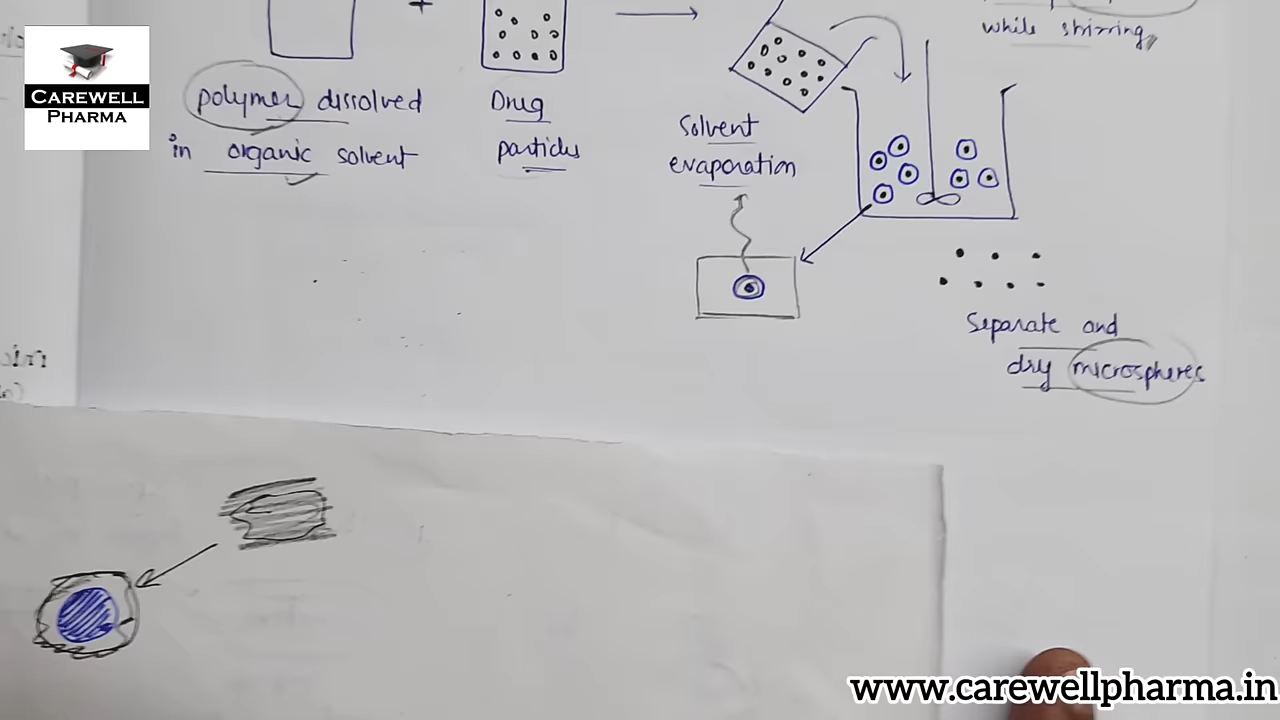 while stirring
CAREWELL
PHARMA
polymer dissolved
in organic solvent
Drug
particles
Solvent
evaporation
Separate and
dry microspheres
www.carewellpharma.in